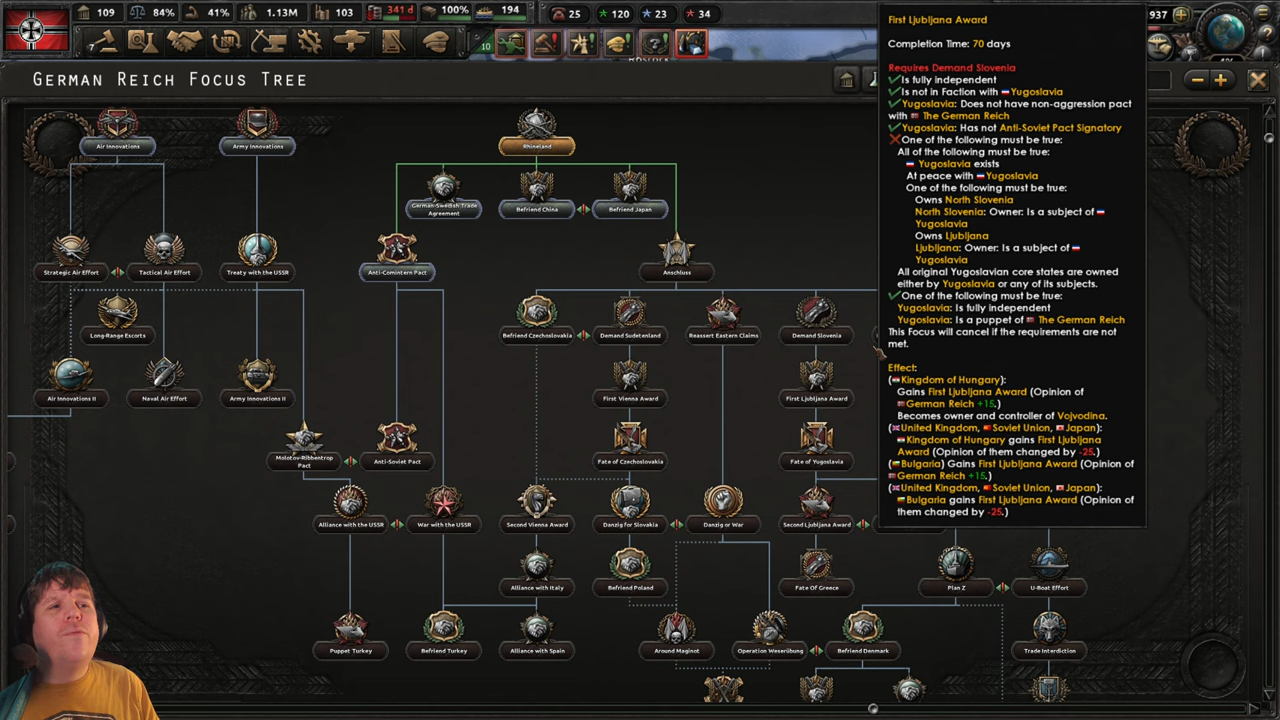 109
84%
41%
1.13M
103
341 d
100%
194
25
120
23
34
937
10
GERMAN REICH FOCUS TREE
Air Innovations
Army Innovations
Rhineland
German-Swedish Trade
Agreement
Befriend China
Befriend Japan
Strategic Air Effort
Tactical Air Effort
Treaty with the USSR
Anti-Comintern Pact
Anschluss
Long-Range Escorts
Befriend Czechoslovakia
Demand Sudetenland
Reassert Eastern Claims
Demand Slovenia
Air Innovations II
Naval Air Effort
Army Innovations II
First Vienna Award
First Ljubljana Award
Molotov-Ribbentrop
Pact
Anti-Soviet Pact
Fate of Czechoslovakia
Fate of Yugoslavia
Alliance with the USSR
War with the USSR
Second Vienna Award
Danzig for Slovakia
Danzig or War
Second Ljubljana Award
Alliance with Italy
Befriend Poland
Fate Of Greece
Plan Z
U-Boat Effort
Puppet Turkey
Befriend Turkey
Alliance with Spain
Around Maginot
Operation Weserübung
Befriend Denmark
Trade Interdiction
First Ljubljana Award
Completion Time: 70 days
Requires Demand Slovenia
Is fully independent
Is not in Faction with Yugoslavia
Yugoslavia: Does not have non-aggression pact
with The German Reich
Yugoslavia: Has not Anti-Soviet Pact Signatory
One of the following must be true:
All of the following must be true:
Yugoslavia exists
At peace with Yugoslavia
One of the following must be true:
Owns North Slovenia
North Slovenia: Owner: Is a subject of
Yugoslavia
Owns Ljubljana
Ljubljana: Owner: Is a subject of
Yugoslavia
All original Yugoslavian core states are owned
either by Yugoslavia or any of its subjects.
One of the following must be true:
Yugoslavia: Is fully independent
Yugoslavia: Is a puppet of The German Reich
This Focus will cancel if the requirements are not
met.
Effect:
(Kingdom of Hungary):
Gains First Ljubljana Award (Opinion of
German Reich +15.)
Becomes owner and controller of Vojvodina.
(United Kingdom, Soviet Union, Japan):
Kingdom of Hungary gains First Ljubljana
Award (Opinion of them changed by -25.)
(Bulgaria) Gains First Ljubljana Award (Opinion of
German Reich +15.)
(United Kingdom, Soviet Union, Japan):
Bulgaria gains First Ljubljana Award (Opinion of
them changed by -25.)